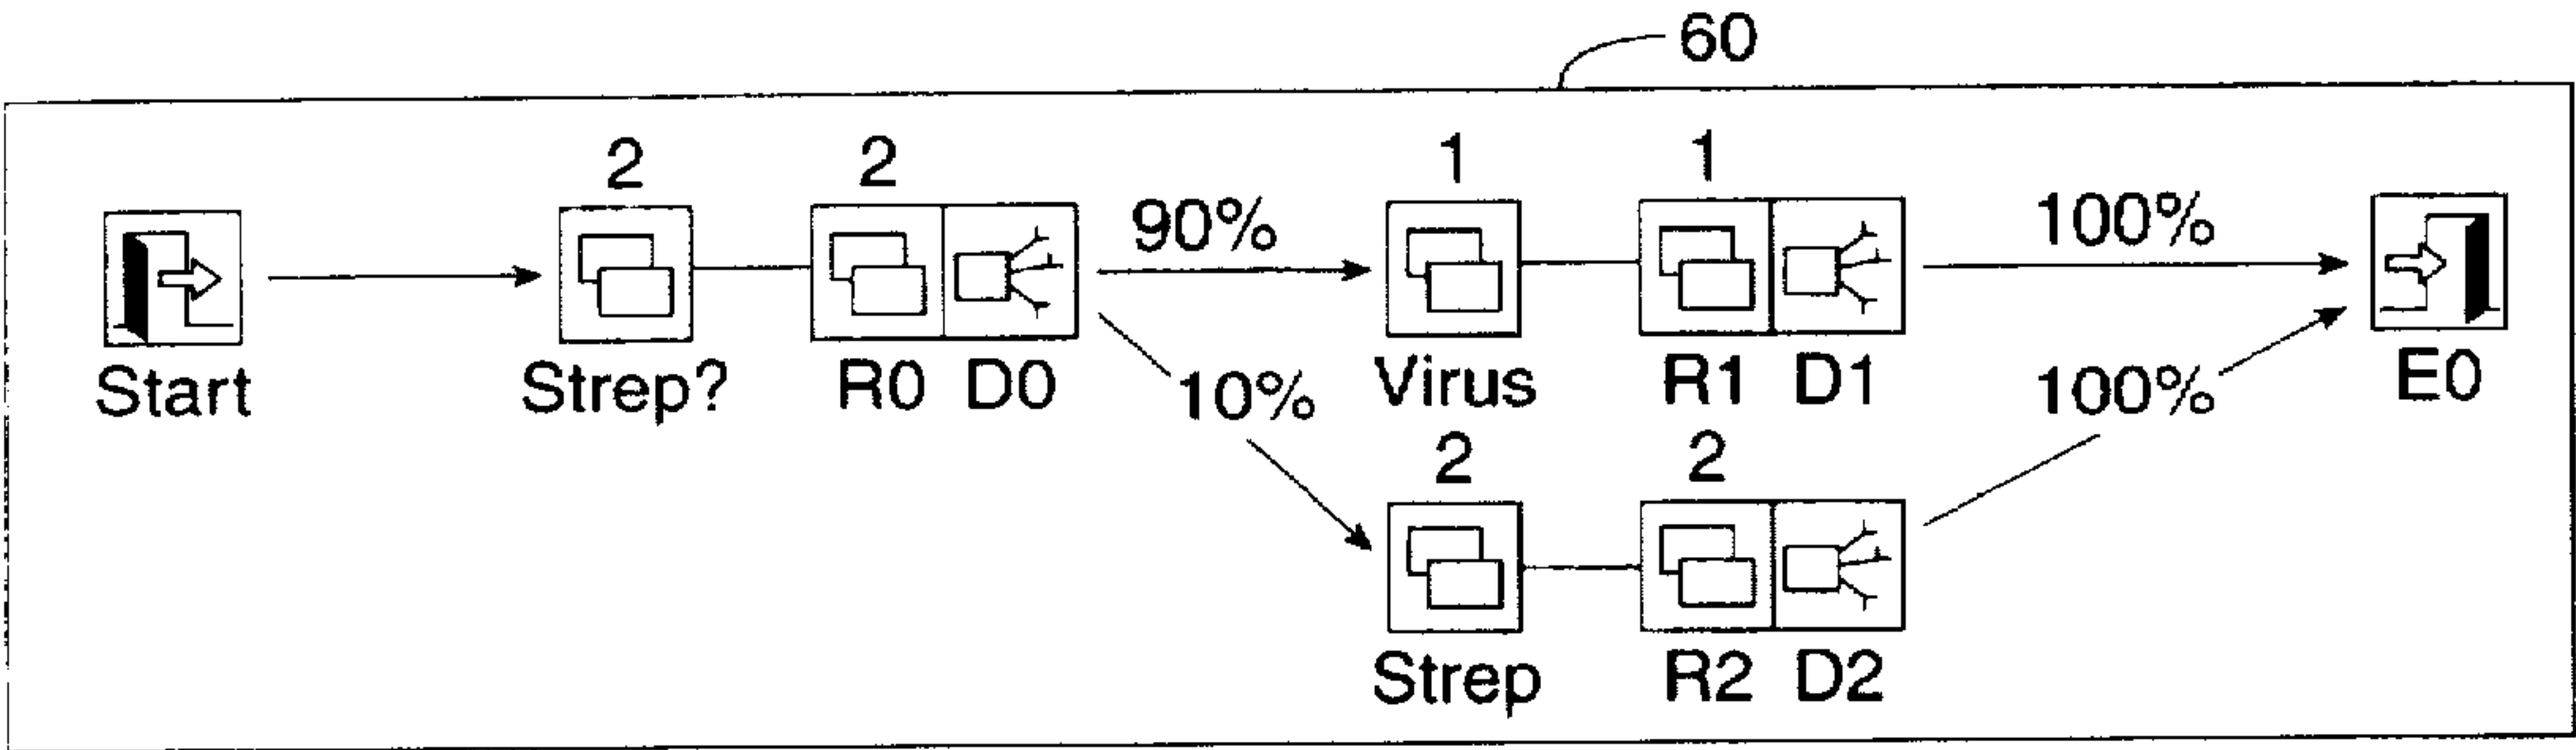 60
2 2 1 1
90% 100%
Start Strep? R0 D0 10% Virus R1 D1 100% E0
2 2
Strep R2 D2